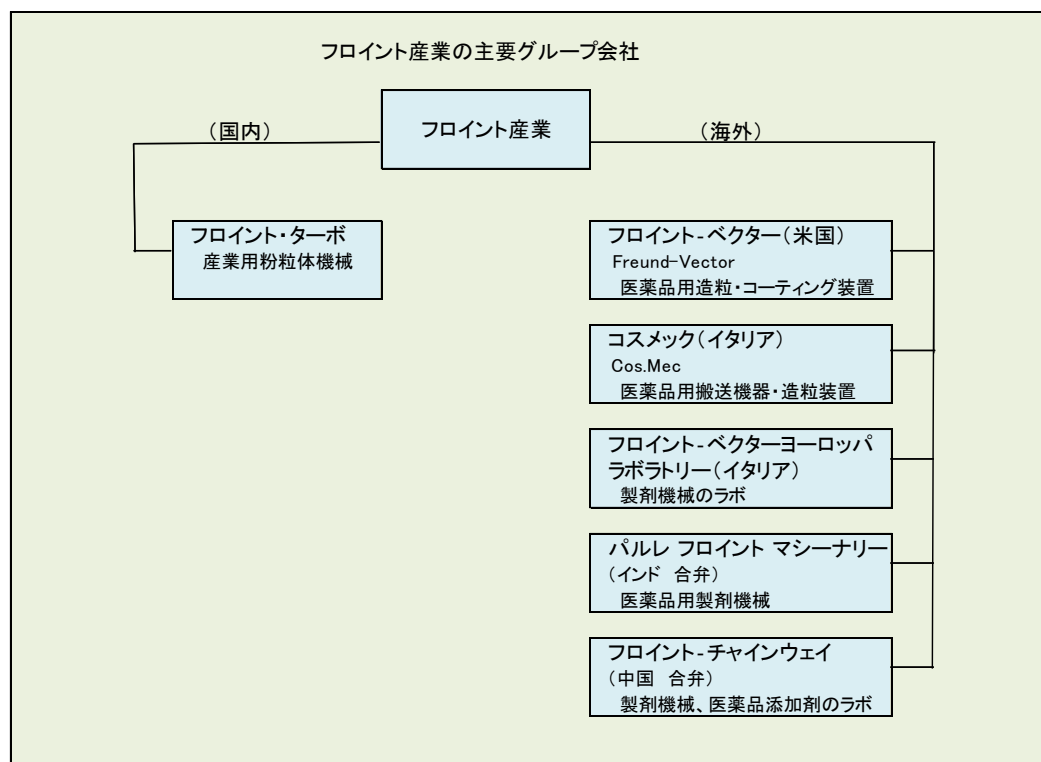 フロイント産業の主要グループ会社
（国内）
フロイント産業
（海外）
フロイント・ターボ
産業用粉粒体機械
フロイント-ベクター（米国）
Freund-Vector
医薬品用造粒・コーティング装置
コスメック（イタリア）
Cos.Mec
医薬品用搬送機器・造粒装置
フロイント-ベクターヨーロッパ
ラボラトリー（イタリア）
製剤機械のラボ
パルレ フロイント マシーナリー
（インド　合弁）
医薬品用製剤機械
フロイント-チャインウェイ
（中国　合弁）
製剤機械、医薬品添加剤のラボ